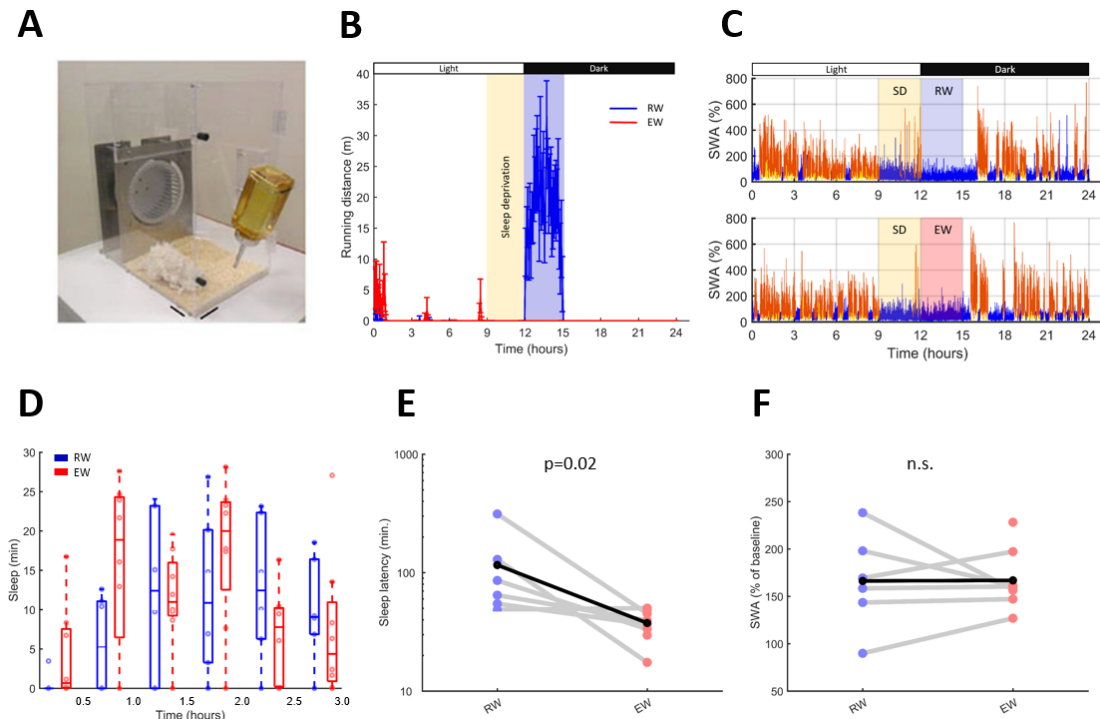 A
B
Light
Dark
40
35
30
25
20
15
10
5
0
Running distance (m)
Sleep deprivation
RW
EW
0
3
6
9
12
15
18
21
24
Time (hours)
C
Light
Dark
800
600
400
200
0
SWA (%)
SD
RW
0
3
6
9
12
15
18
21
24
800
600
400
200
0
SWA (%)
SD
EW
0
3
6
9
12
15
18
21
24
Time (hours)
D
30
25
20
15
10
5
0
Sleep (min)
RW
EW
0.5
1.0
1.5
2.0
2.5
3.0
Time (hours)
E
1000
100
10
Sleep latency (min.)
p=0.02
RW
EW
F
300
250
200
150
100
50
SWA (% of baseline)
n.s.
RW
EW